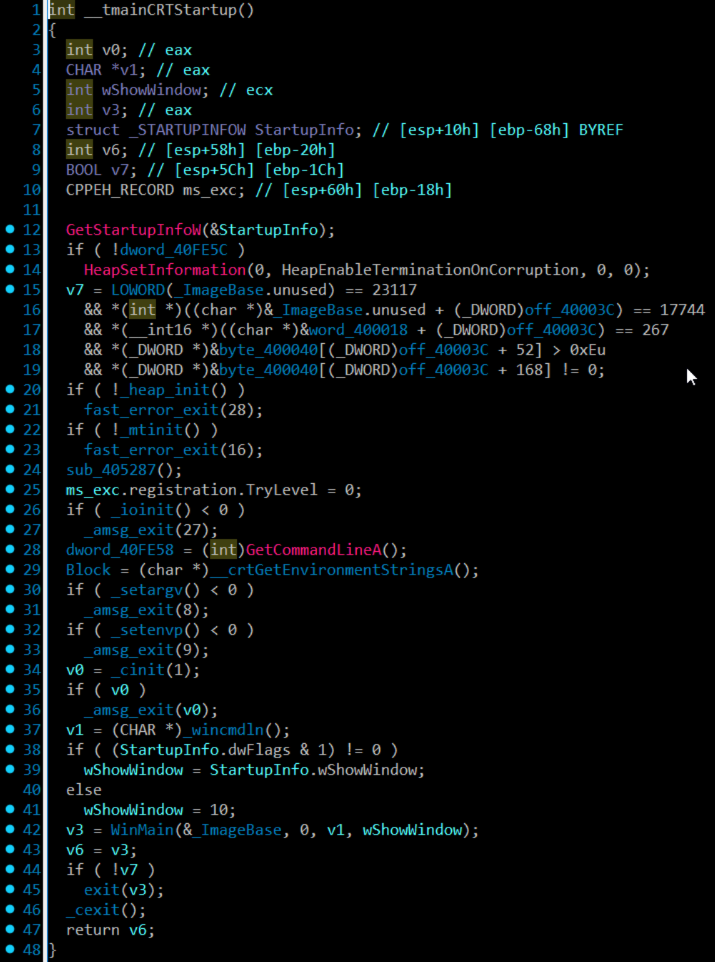 1 int __tmainCRTStartup()
2 {
3 int v0; // eax
4 CHAR *v1; // eax
5 int wShowWindow; // ecx
6 int v3; // eax
7 struct _STARTUPINFOW StartupInfo; // [esp+10h] [ebp-68h] BYREF
8 int v6; // [esp+58h] [ebp-20h]
9 BOOL v7; // [esp+5Ch] [ebp-1Ch]
10 CPPEH_RECORD ms_exc; // [esp+60h] [ebp-18h]
11
12 GetStartupInfoW(&StartupInfo);
13 if ( !dword_40FE5C )
14 HeapSetInformation(0, HeapEnableTerminationOnCorruption, 0, 0);
15 v7 = LOWORD(_ImageBase.unused) == 23117
16 && *(int *)((char *)&_ImageBase.unused + (_DWORD)off_40003C) == 17744
17 && *(__int16 *)((char *)&word_400018 + (_DWORD)off_40003C) == 267
18 && *(_DWORD *)&byte_400040[(_DWORD)off_40003C + 52] > 0xEu
19 && *(_DWORD *)&byte_400040[(_DWORD)off_40003C + 168] != 0;
20 if ( !_heap_init() )
21 fast_error_exit(28);
22 if ( !_mtinit() )
23 fast_error_exit(16);
24 sub_405287();
25 ms_exc.registration.TryLevel = 0;
26 if ( _ioinit() < 0 )
27 _amsg_exit(27);
28 dword_40FE58 = (int)GetCommandLineA();
29 Block = (char *)__crtGetEnvironmentStringsA();
30 if ( _setargv() < 0 )
31 _amsg_exit(8);
32 if ( _setenvp() < 0 )
33 _amsg_exit(9);
34 v0 = _cinit(1);
35 if ( v0 )
36 _amsg_exit(v0);
37 v1 = (CHAR *)_wincmdln();
38 if ( (StartupInfo.dwFlags & 1) != 0 )
39 wShowWindow = StartupInfo.wShowWindow;
40 else
41 wShowWindow = 10;
42 v3 = WinMain(&_ImageBase, 0, v1, wShowWindow);
43 v6 = v3;
44 if ( !v7 )
45 exit(v3);
46 _cexit();
47 return v6;
48 }